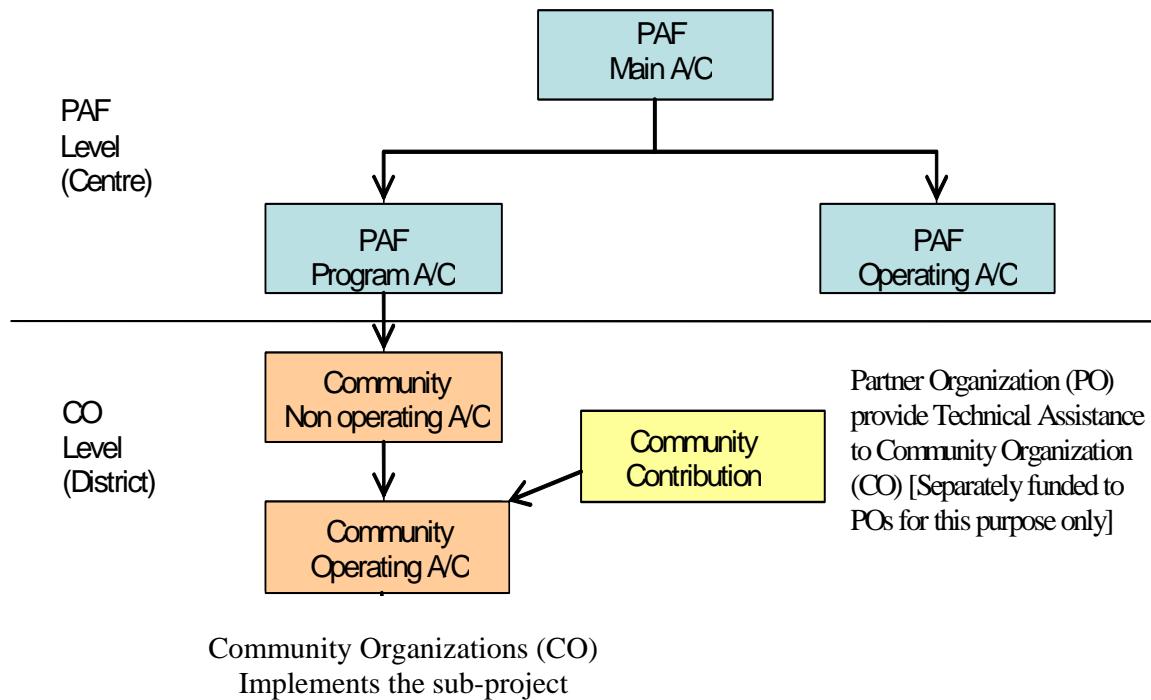 PAF
Main A/C
PAF
Level
(Centre)
PAF
Program A/C
PAF
Operating A/C
CO
Level
(District)
Community
Non operating A/C
Community
Contribution
Community
Operating A/C
Partner Organization (PO)
provide Technical Assistance
to Community Organization
(CO) [Separately funded to
POs for this purpose only]
Community Organizations (CO)
Implements the sub-project